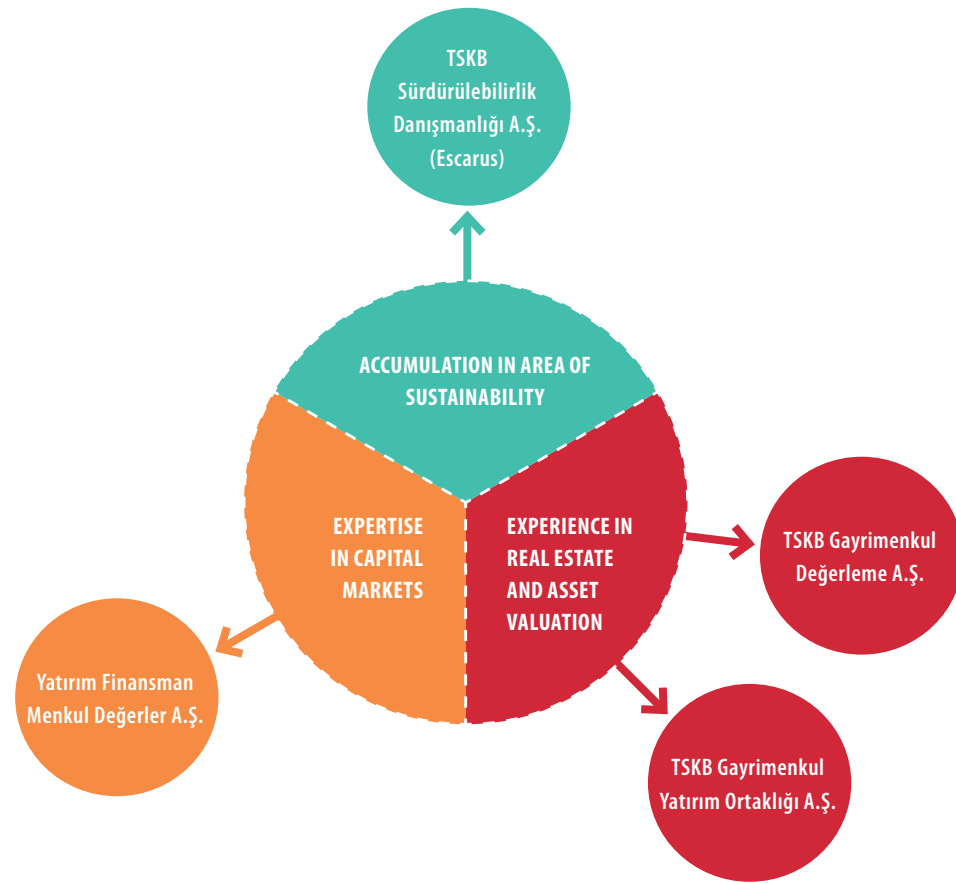 TSKB
Sürdürülebilirlik
Danışmanlığı A.Ş.
(Escarus)
ACCUMULATION IN AREA OF
SUSTAINABILITY
EXPERTISE
IN CAPITAL
MARKETS
EXPERIENCE IN
REAL ESTATE
AND ASSET
VALUATION
TSKB Gayrimenkul
Değerleme A.Ş.
Yatırım Finansman
Menkul Değerler A.Ş.
TSKB Gayrimenkul
Yatırım Ortaklığı A.Ş.